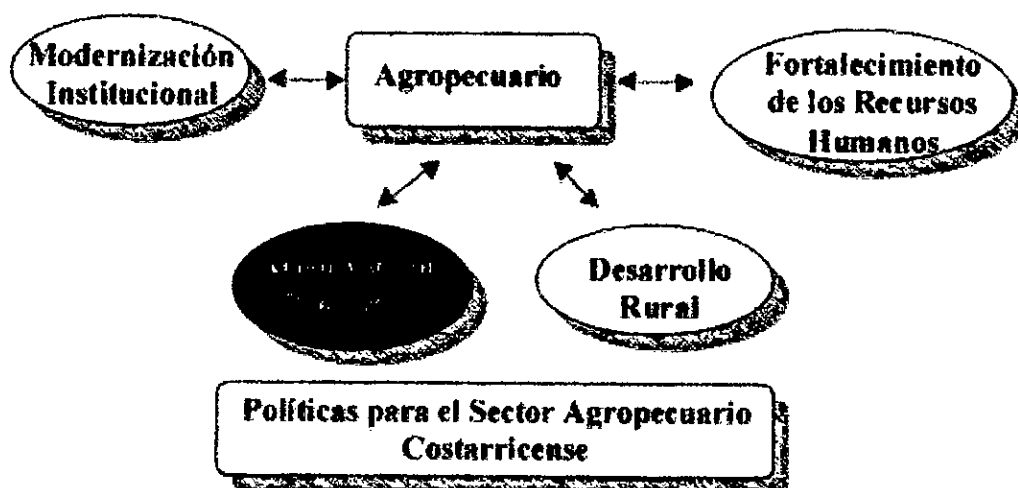 Modernización
Institucional
Agropecuario
Fortalecimiento
de los Recursos
Humanos
Desarrollo
Rural
Políticas para el Sector Agropecuario
Costarricense